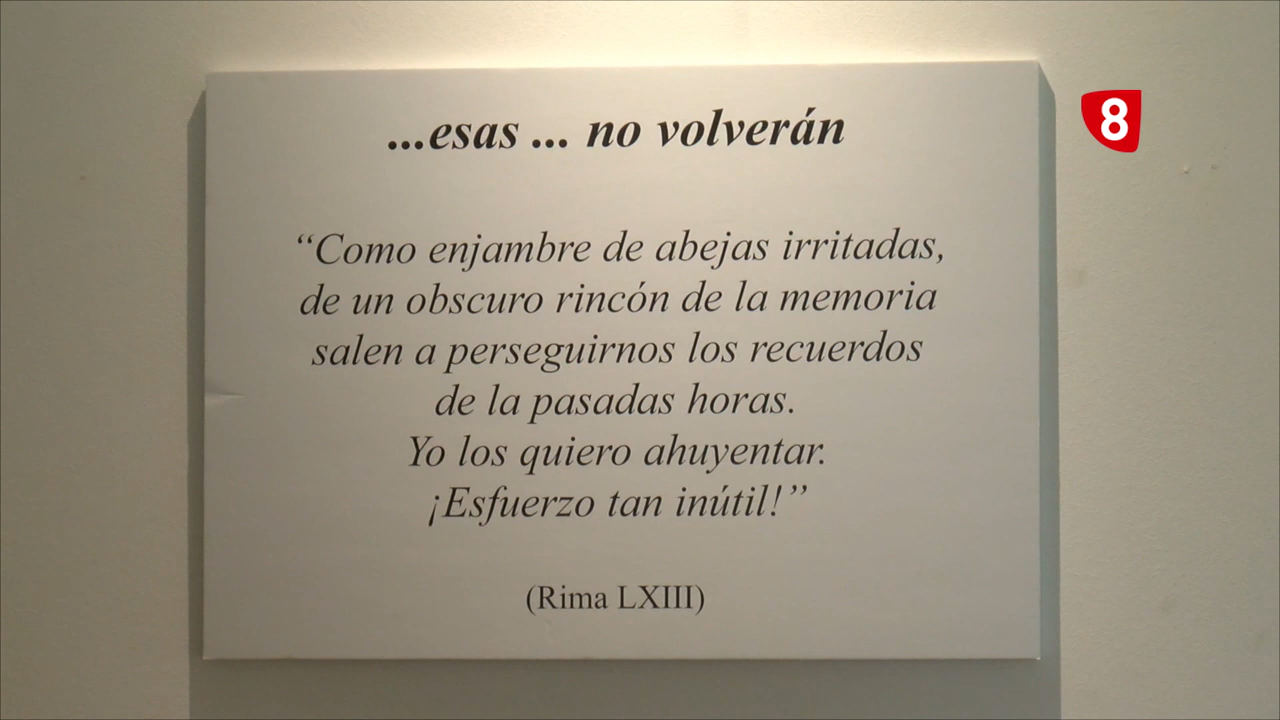 ...esas ... no volverán
“Como enjambre de abejas irritadas,
de un obscuro rincón de la memoria
salen a perseguirnos los recuerdos
de la pasadas horas.
Yo los quiero ahuyentar.
¡Esfuerzo tan inútil!”
(Rima LXIII)
8